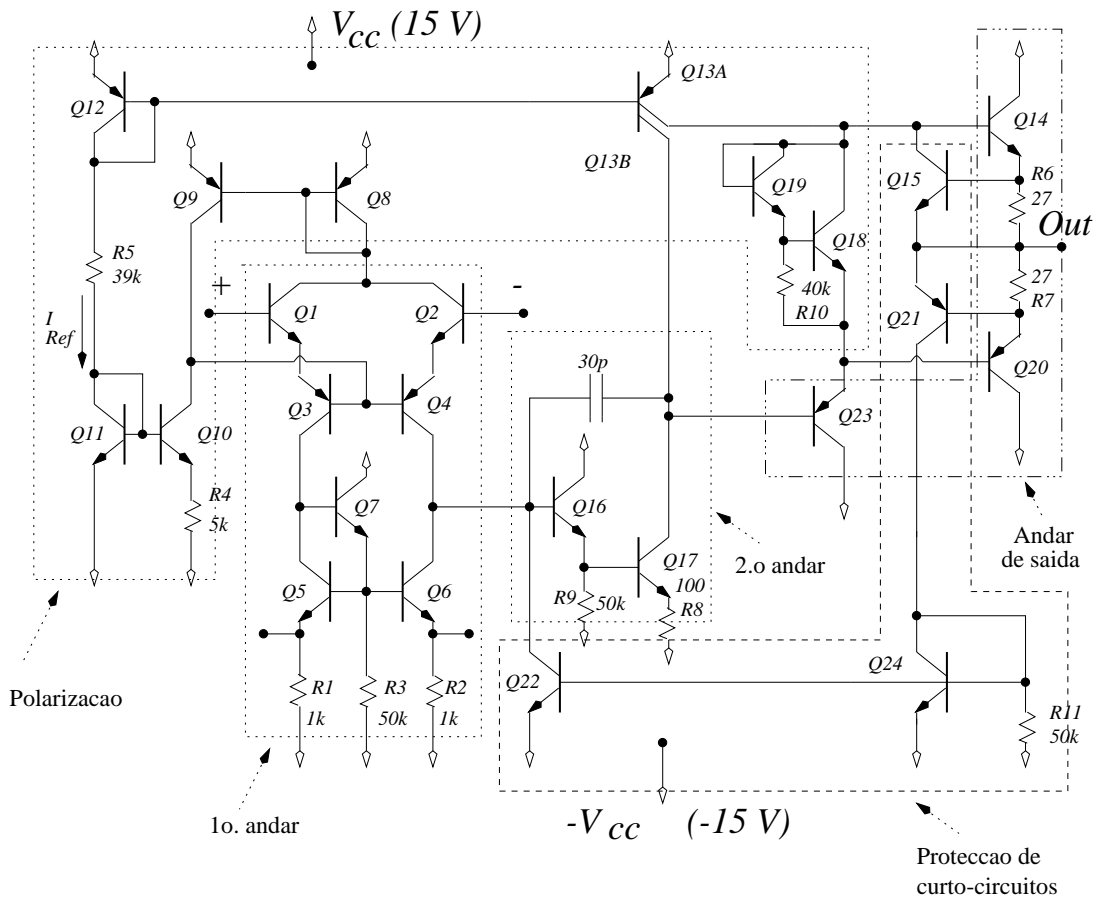 Vcc (15 V)
Q13A
Q12
Q14
Q13B
Q15
R6
27
Q19
Q9
Q8
Out
Q18
R5
39k
27
R7
40k
R10
+
-
Q1
Q2
Q21
I
Ref
30p
Q20
Q3
Q4
Q23
Q11
Q10
R4
5k
Q7
Q16
Andar
de saida
2.o andar
Q17
100
R8
Q5
Q6
R9
50k
Q22
Q24
Polarizacao
R1
1k
R3
50k
R2
1k
R11
50k
1o. andar
-Vcc (-15 V)
Proteccao de
curto-circuitos